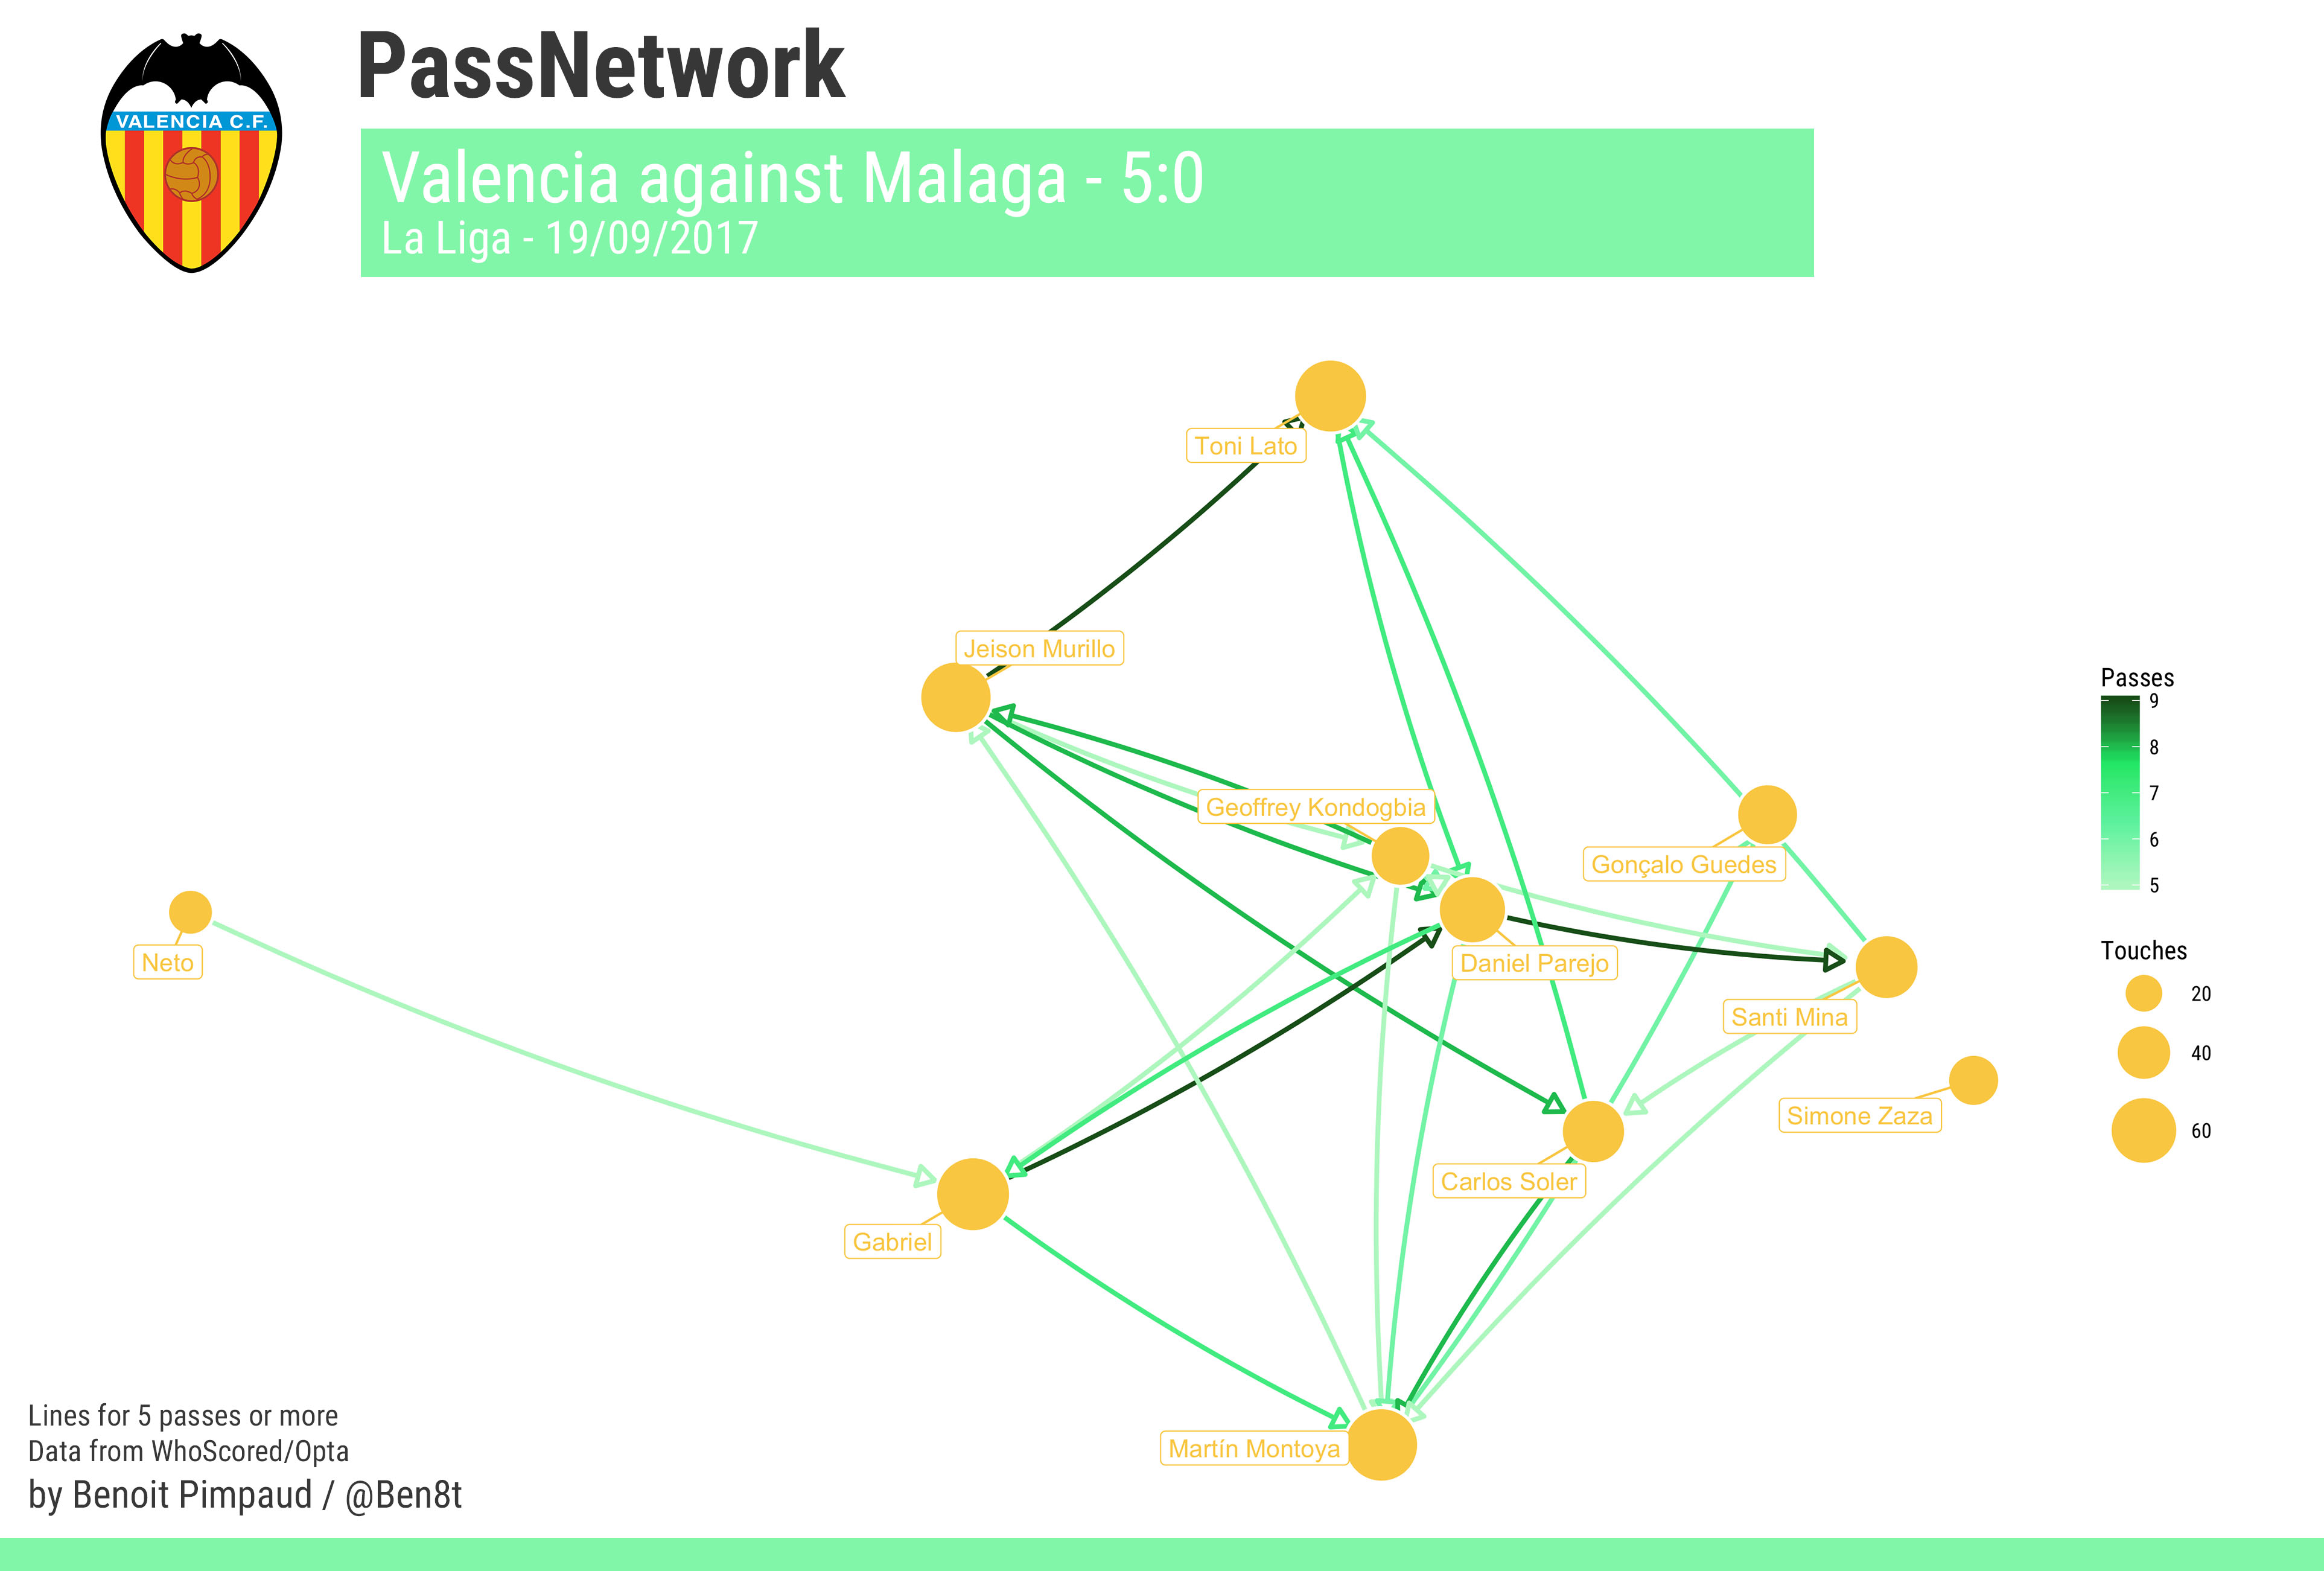 VALENCIA C.F.
PassNetwork
Valencia against Malaga - 5:0
La Liga - 19/09/2017
Toni Lato
Jeison Murillo
Geoffrey Kondogbia
Gonçalo Guedes
Neto
Daniel Parejo
Santi Mina
Simone Zaza
Carlos Soler
Gabriel
Martín Montoya
Passes
9
8
7
6
5
Touches
20
40
60
Lines for 5 passes or more
Data from WhoScored/Opta
by Benoit Pimpaud / @Ben8t